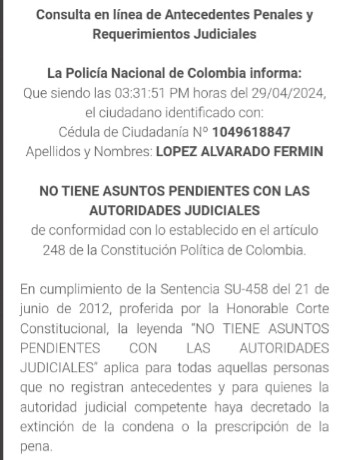 Consulta en línea de Antecedentes Penales y
Requerimientos Judiciales
La Policía Nacional de Colombia informa:
Que siendo las 03:31:51 PM horas del 29/04/2024,
el ciudadano identificado con:
Cédula de Ciudadanía Nº 1049618847
Apellidos y Nombres: LOPEZ ALVARADO FERMIN
NO TIENE ASUNTOS PENDIENTES CON LAS
AUTORIDADES JUDICIALES
de conformidad con lo establecido en el artículo
248 de la Constitución Política de Colombia.
En cumplimiento de la Sentencia SU-458 del 21 de
junio de 2012, proferida por la Honorable Corte
Constitucional, la leyenda “NO TIENE ASUNTOS
PENDIENTES CON LAS AUTORIDADES
JUDICIALES” aplica para todas aquellas personas
que no registran antecedentes y para quienes la
autoridad judicial competente haya decretado la
extinción de la condena o la prescripción de la
pena.